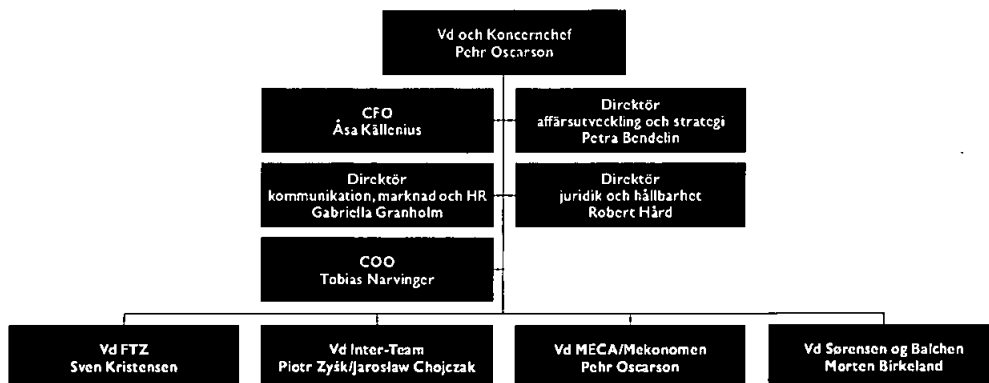 Vd och Koncernchef
Pehr Oscarson
CFO
Åsa Källenius
Direktör
affärsutveckling och strategi
Petra Bendelin
Direktör
kommunikation, marknad och HR
Gabriella Granholm
Direktör
juridik och hållbarhet
Robert Hård
COO
Tobias Narvinger
Vd FTZ
Sven Kristensen
Vd Inter-Team
Piotr Zyśk/Jarosław Chojczak
Vd MECA/Mekonomen
Pehr Oscarson
Vd Sørensen og Balchen
Morten Birkeland